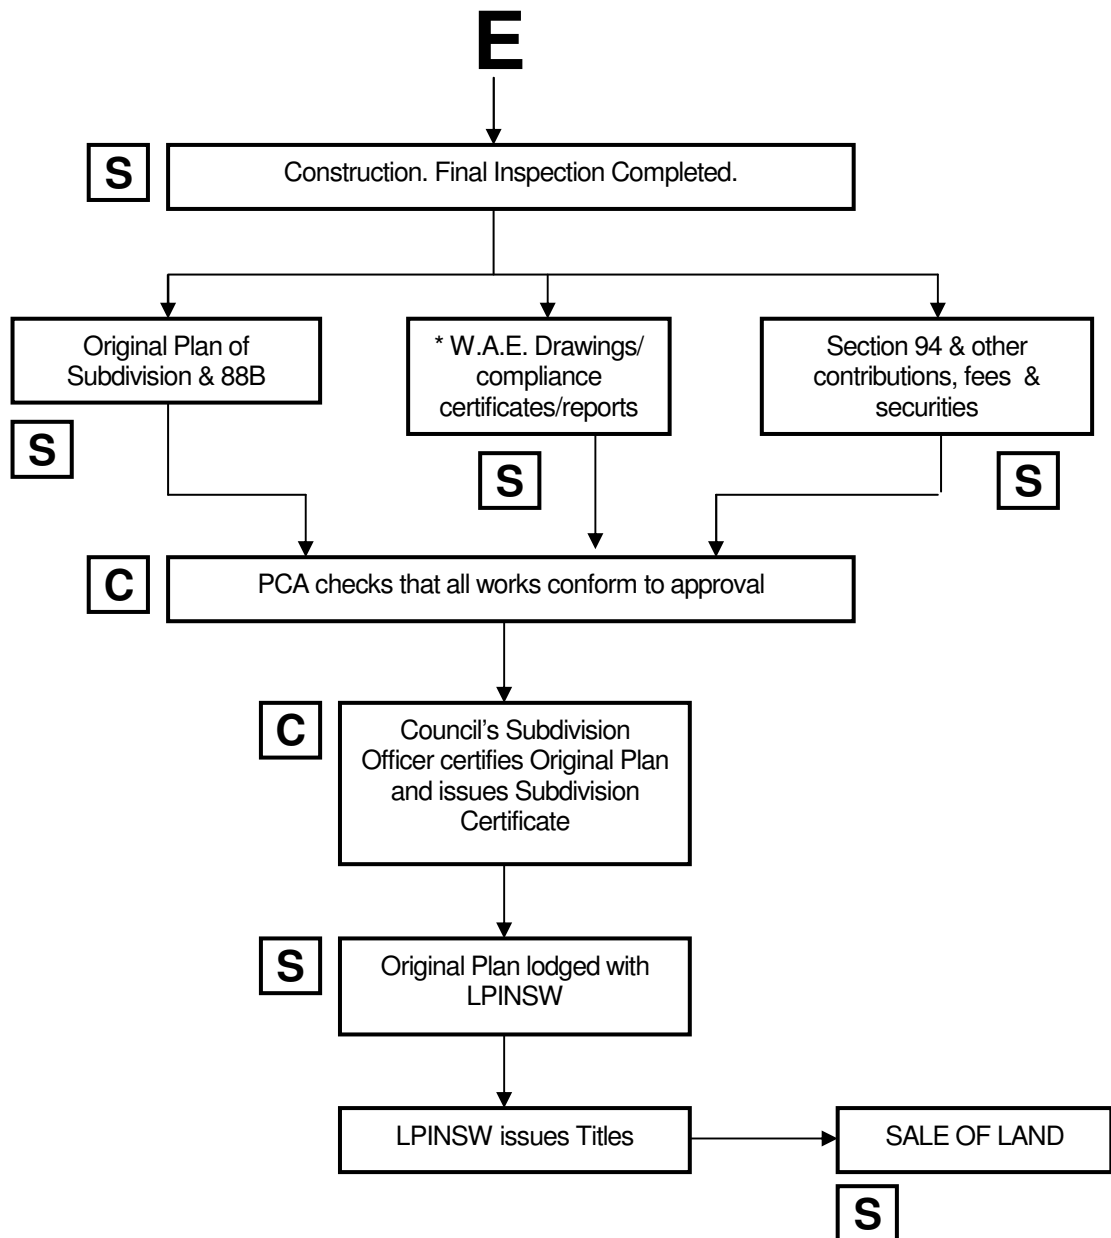 E
S
Construction. Final Inspection Completed.
Original Plan of
Subdivision & 88B
* W.A.E. Drawings/
compliance
certificates/reports
Section 94 & other
contributions, fees &
securities
S
S
S
C
PCA checks that all works conform to approval
C
Council's Subdivision
Officer certifies Original Plan
and issues Subdivision
Certificate
S
Original Plan lodged with
LPINSW
LPINSW issues Titles
SALE OF LAND
S